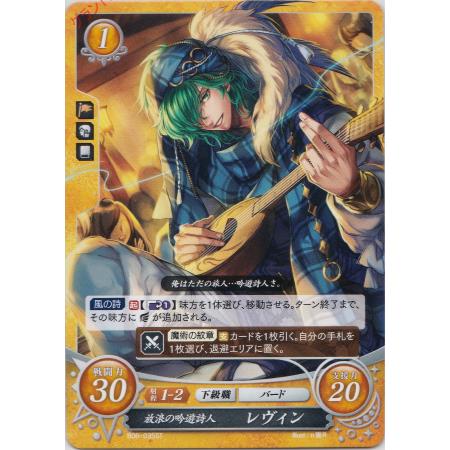 1
俺はただの旅人…吟遊詩人さ。
風の詩 起 【 1】味方を1体選び、移動させる。ターン終了まで、
その味方に が追加される。
魔術の紋章 支 カードを1枚引く。自分の手札を
1枚選び、退避エリアに置く。
戦闘力 30
射程 1-2
下級職
バード
支援力 20
放浪の吟遊詩人 レヴィン
B06-035ST